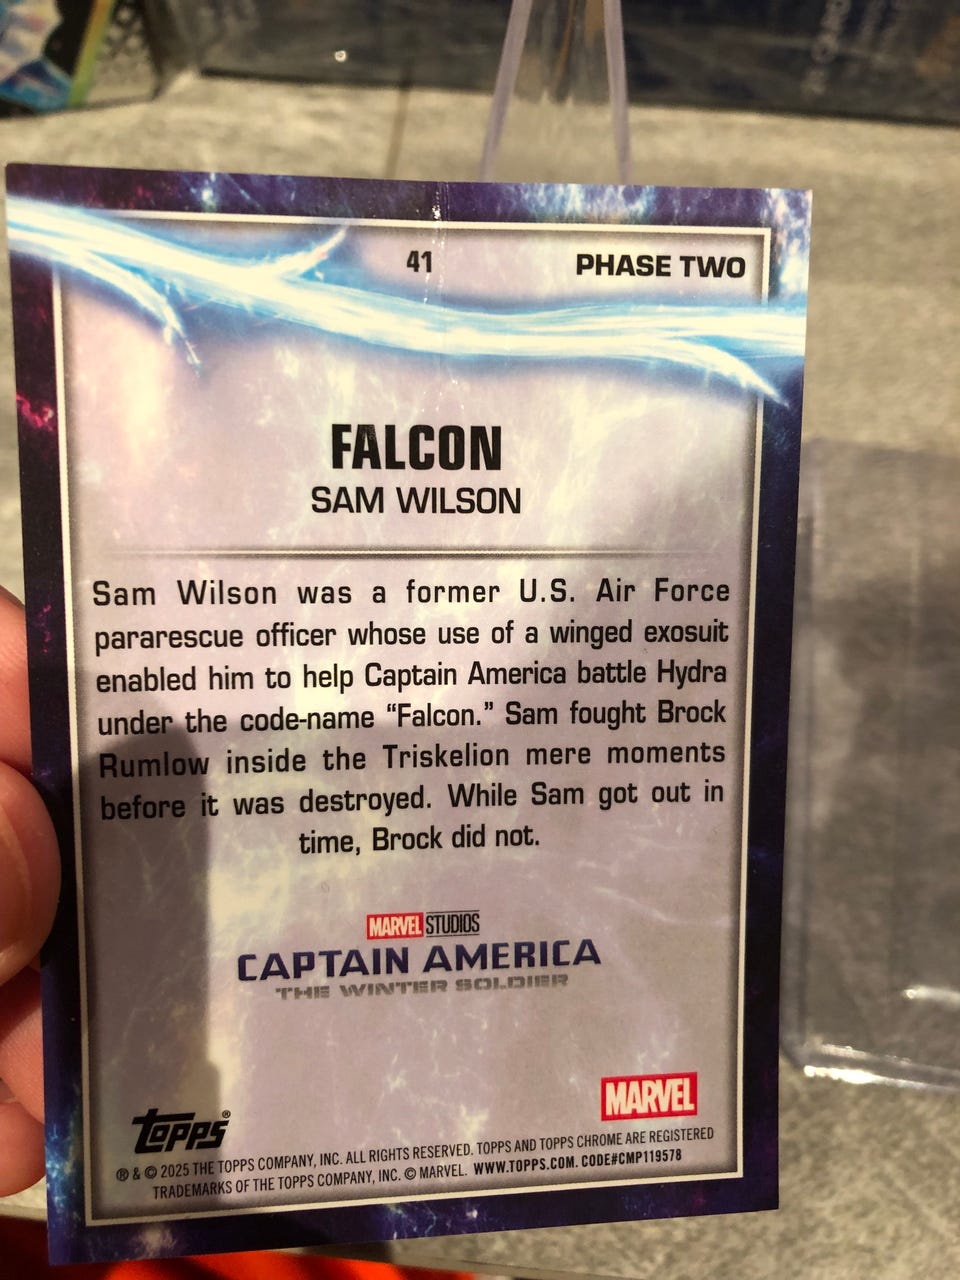 41
PHASE TWO
FALCON
SAM WILSON
Sam Wilson was a former U.S. Air Force
pararescue officer whose use of a winged exosuit
enabled him to help Captain America battle Hydra
under the code-name “Falcon.” Sam fought Brock
Rumlow inside the Triskelion mere moments
before it was destroyed. While Sam got out in
time, Brock did not.
MARVEL STUDIOS
CAPTAIN AMERICA
THE WINTER SOLDIER
MARVEL
Topps®
® & © 2025 THE TOPPS COMPANY, INC. ALL RIGHTS RESERVED. TOPPS AND TOPPS CHROME ARE REGISTERED
TRADEMARKS OF THE TOPPS COMPANY, INC. © MARVEL. WWW.TOPPS.COM. CODE#CMP119578